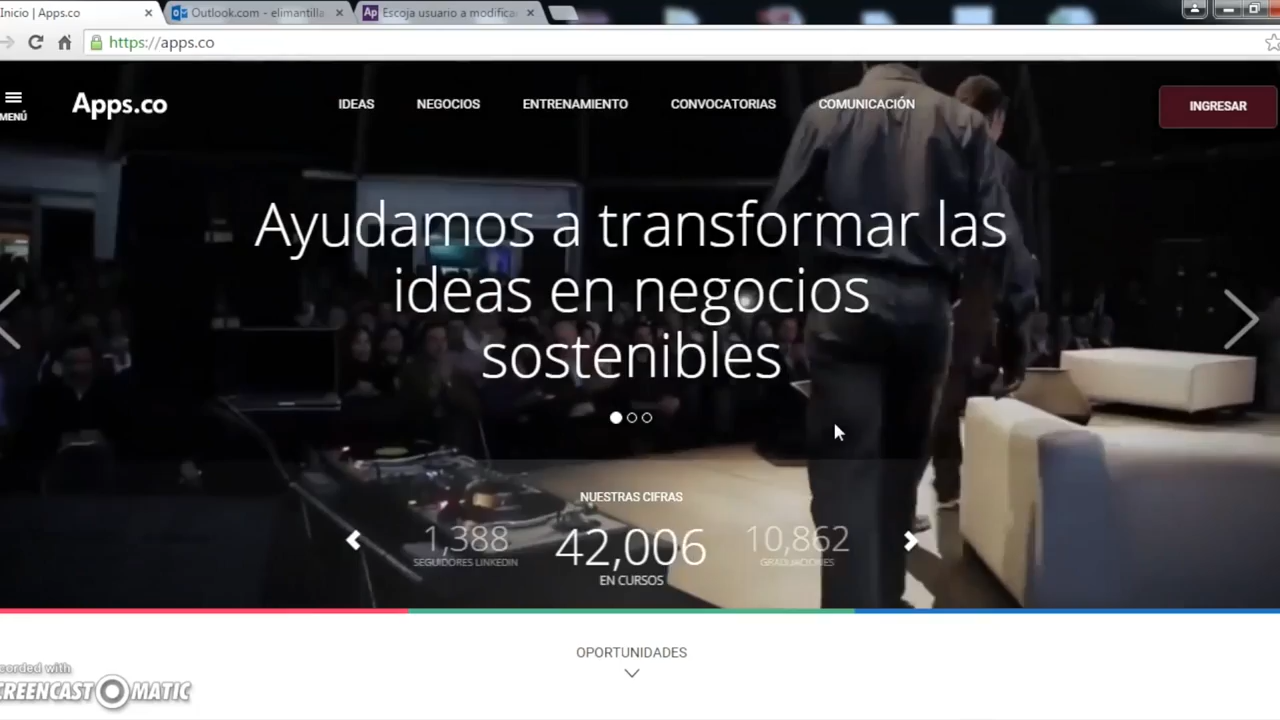 Inicio | Apps.co
Outlook.com - elimantilla
Ap Escoja usuario a modifica
https://apps.co
MENÚ
Apps.co
IDEAS NEGOCIOS ENTRENAMIENTO CONVOCATORIAS COMUNICACIÓN
INGRESAR
Ayudamos a transformar las
ideas en negocios
sostenibles
NUESTRAS CIFRAS
1,388 42,006 10,862
SEGUIDORES LINKEDIN EN CURSOS GRADUACIONES
OPORTUNIDADES
corded with
CREENCAST MATIC